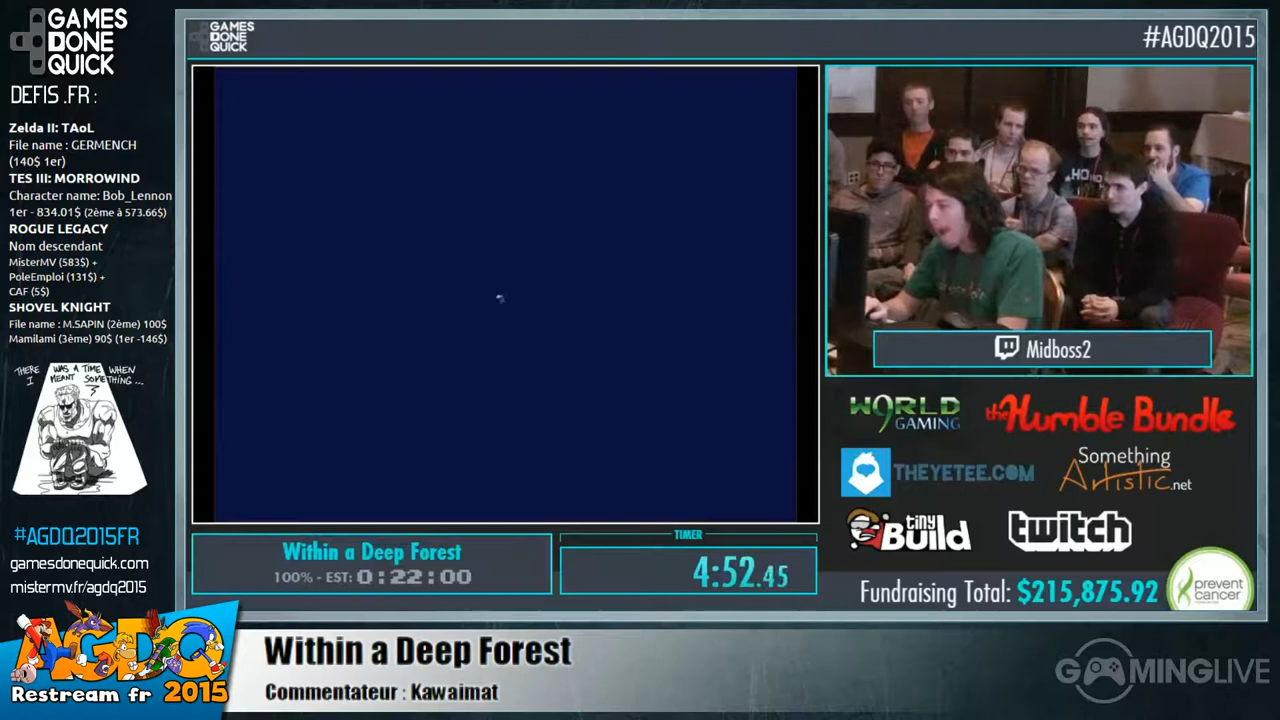 GAMES
DONE
QUICK
DEFIS .FR :
Zelda II: TAoL
File name : GERMENCH
(140$ 1er)
TES III: MORROWIND
Character name: Bob_Lennon
1er - 834.01$ (2ème à 573.66$)
ROGUE LEGACY
Nom descendant
MisterMV (583$) +
PoleEmploi (131$) +
CAF (5$)
SHOVEL KNIGHT
File name : M.SAPIN (2ème) 100$
Mamilami (3ème) 90$ (1er -146$)
THERE WAS A TIME WHEN
I MEANT SOMETHING...
#AGDQ2015FR
gamesdonequick.com
mistermv.fr/agdq2015
AGDQ
Restream fr 2015
GAMES
DONE
QUICK
#AGDQ2015
HO HO
Midboss2
WORLD
GAMING
the Humble Bundle
THEYETEE.COM
Something
Artistic.net
tiny
Build
twitch
Within a Deep Forest
100% - EST: 0:22:00
TIMER
4:52.45
Fundraising Total: $215,875.92
prevent
cancer
Within a Deep Forest
Commentateur : Kawaimat
GAMINGLIVE